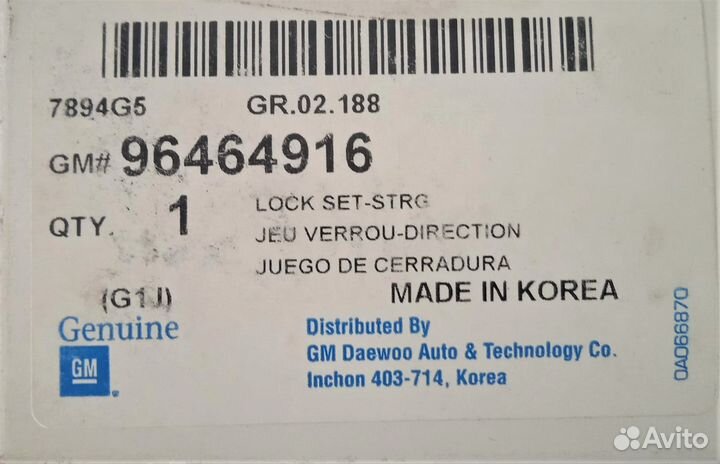 7894G5 GR.02.188
GM# 96464916
QTY. 1
LOCK SET-STRG
JEU VERROU-DIRECTION
JUEGO DE CERRADURA
(G1J) MADE IN KOREA
Genuine
GM
Distributed By
GM Daewoo Auto & Technology Co.
Inchon 403-714, Korea
0A066870
Avito